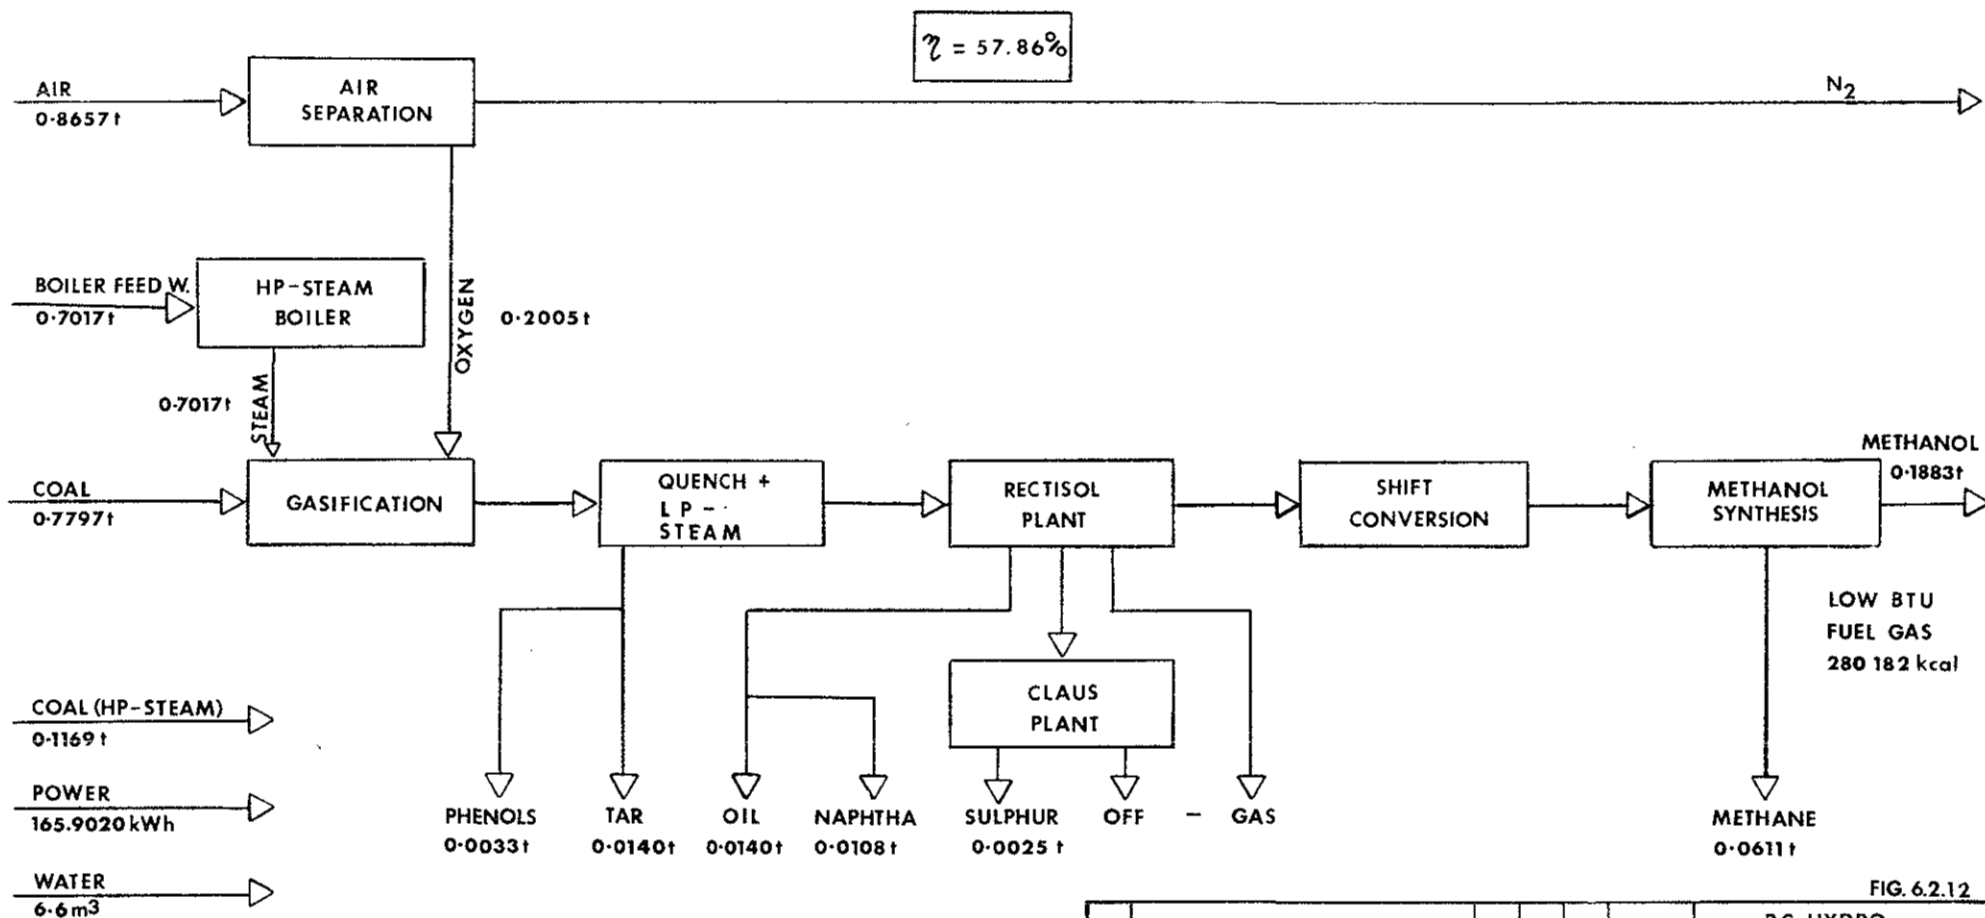 η = 57.86%
AIR
0.8657t
AIR
SEPARATION
N2
BOILER FEED W.
0.7017t
HP-STEAM
BOILER
OXYGEN
0.2005t
STEAM
0.7017t
COAL
0.7797t
GASIFICATION
QUENCH +
LP-
STEAM
RECTISOL
PLANT
SHIFT
CONVERSION
METHANOL
SYNTHESIS
METHANOL
0.1883t
LOW BTU
FUEL GAS
280 182 kcal
CLAUS
PLANT
COAL (HP-STEAM)
0.1169t
POWER
165.9020 kWh
WATER
6.6m3
PHENOLS
0.0033t
TAR
0.0140t
OIL
0.0140t
NAPHTHA
0.0108t
SULPHUR
0.0025t
OFF - GAS
METHANE
0.0611t
FIG. 6.2.12